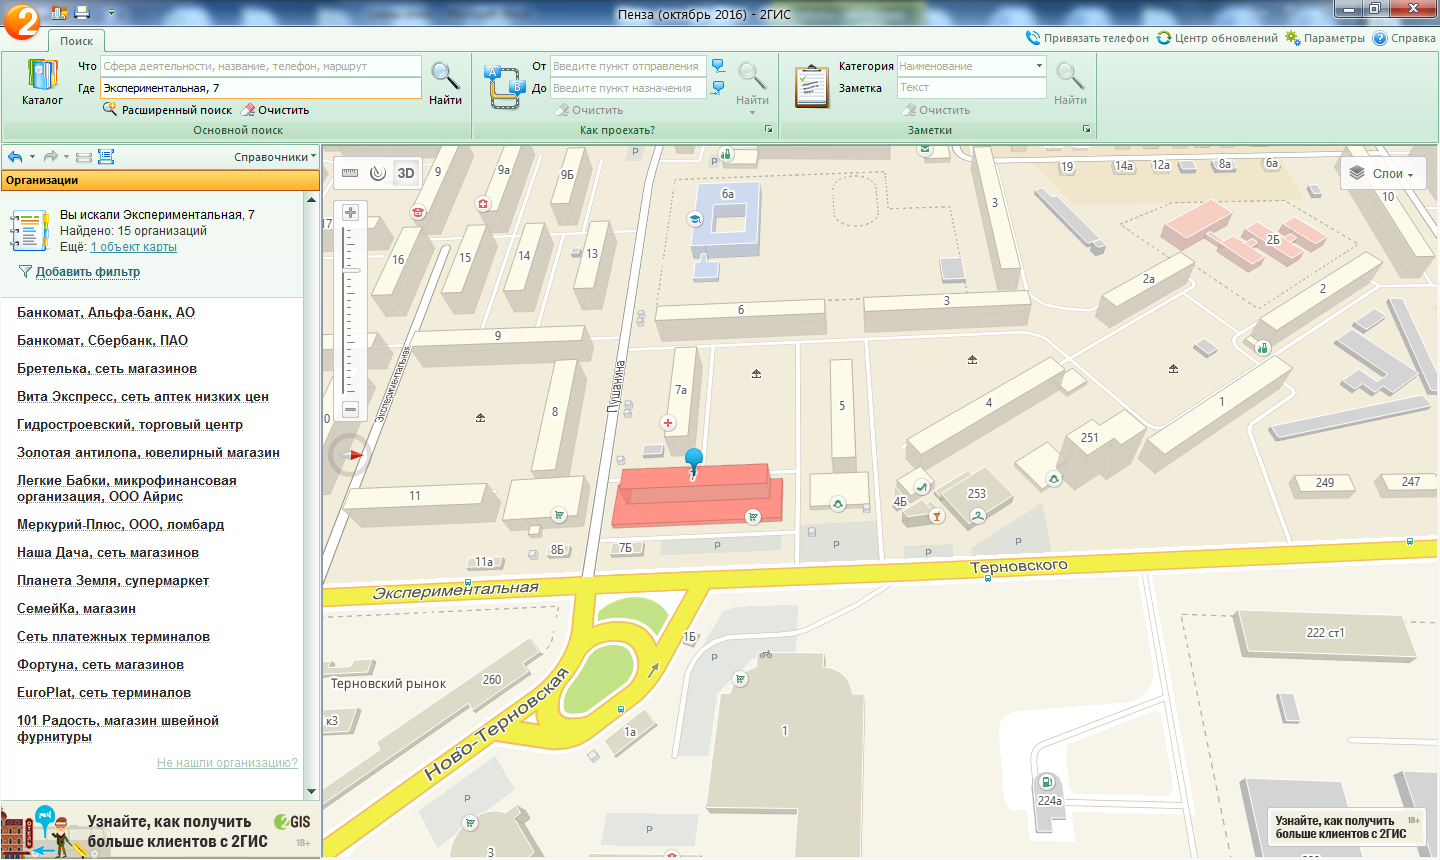 Пенза (октябрь 2016) - 2ГИС
Поиск
Привязать телефон
Центр обновлений
Параметры
Справка
Каталог
Что
Сфера деятельности, название, телефон, маршрут
Где
Экспериментальная, 7
Расширенный поиск
Очистить
Найти
Основной поиск
От
Введите пункт отправления
До
Введите пункт назначения
Очистить
Найти
Как проехать?
Категория
Наименование
Заметка
Текст
Очистить
Найти
Заметки
Справочники
Организации
Вы искали Экспериментальная, 7
Найдено: 15 организаций
Ещё: 1 объект карты
Добавить фильтр
Банкомат, Альфа-банк, АО
Банкомат, Сбербанк, ПАО
Бретелька, сеть магазинов
Вита Экспресс, сеть аптек низких цен
Гидростроевский, торговый центр
Золотая антилопа, ювелирный магазин
Легкие Бабки, микрофинансовая
организация, ООО Айрис
Меркурий-Плюс, ООО, ломбард
Наша Дача, сеть магазинов
Планета Земля, супермаркет
СемейКа, магазин
Сеть платежных терминалов
Фортуна, сеть магазинов
EuroPlat, сеть терминалов
101 Радость, магазин швейной
фурнитуры
Не нашли организацию?
Узнайте, как получить
больше клиентов с 2ГИС
2GIS
18+
3D
Слои
9
9а
9Б
6а
3
19
14а
12а
8а
6а
10
17
16
15
14
13
2Б
2а
2
6
3
9
Экспериментальная
Пушанина
7а
8
5
4
1
251
0
11
7
4Б
253
249
247
11а
8Б
7Б
P
P
P
P
P
P
Экспериментальная
Терновского
1Б
P
222 ст1
Терновский рынок
260
к3
Ново-Терновская
1а
1
P
P
3
224а
Узнайте, как получить
больше клиентов с 2ГИС
18+